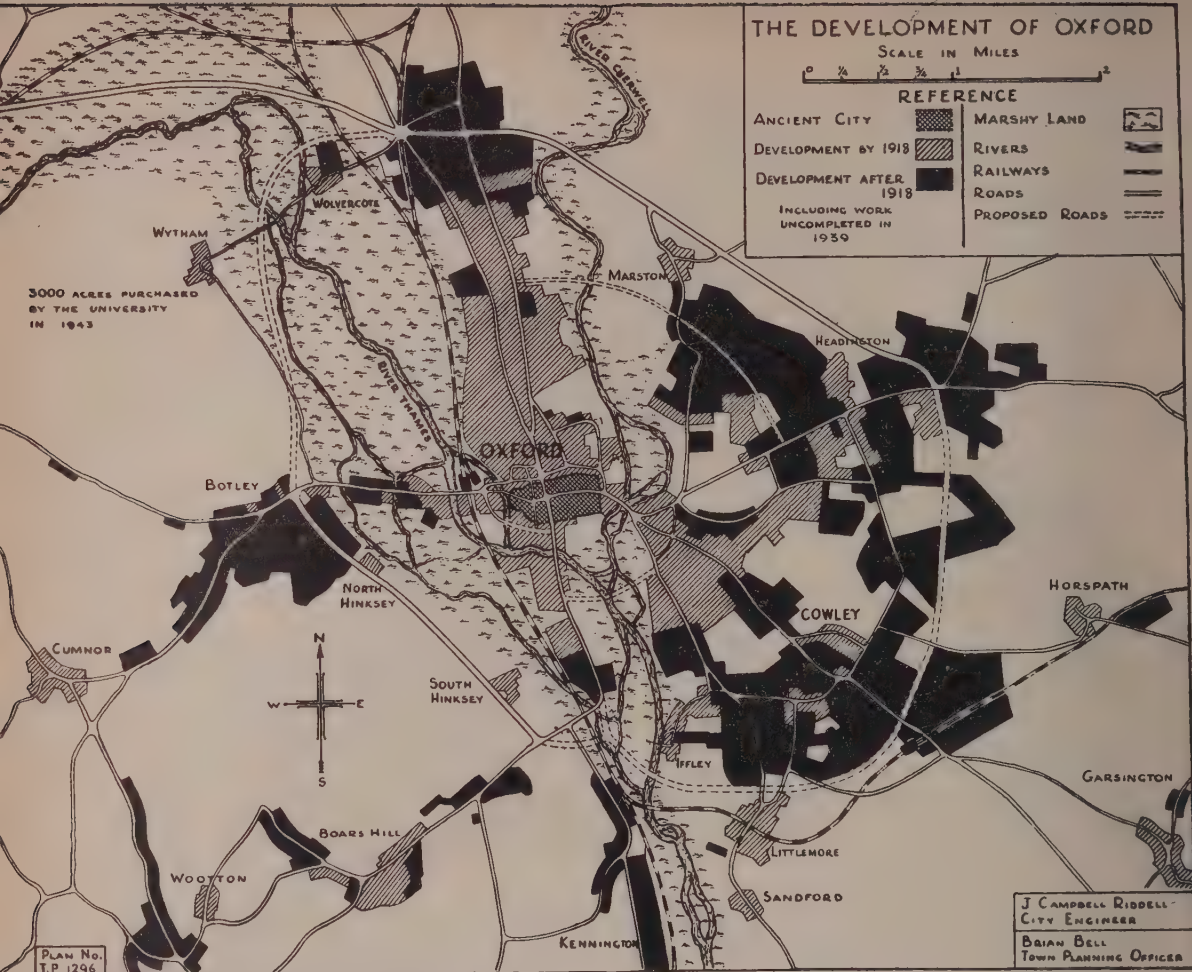 THE DEVELOPMENT OF OXFORD
SCALE IN MILES
0 ¼ ½ ¾ 1 2
REFERENCE
ANCIENT CITY
DEVELOPMENT BY 1918
DEVELOPMENT AFTER
1918
INCLUDING WORK
UNCOMPLETED IN
1939
MARSHY LAND
RIVERS
RAILWAYS
ROADS
PROPOSED ROADS
RIVER CHERWELL
WOLVERCOTE
WYTHAM
3000 ACRES PURCHASED
BY THE UNIVERSITY
IN 1943
MARSTON
HEADINGTON
RIVER THAMES
OXFORD
BOTLEY
NORTH
HINKSEY
HORSPATH
COWLEY
CUMNOR
N
W E
S
SOUTH
HINKSEY
IFFLEY
GARSINGTON
BOARS HILL
LITTLEMORE
WOOTTON
SANDFORD
KENNINGTON
PLAN NO.
T.P. 1296
J CAMPBELL RIDDELL
CITY ENGINEER
BRIAN BELL
TOWN PLANNING OFFICER